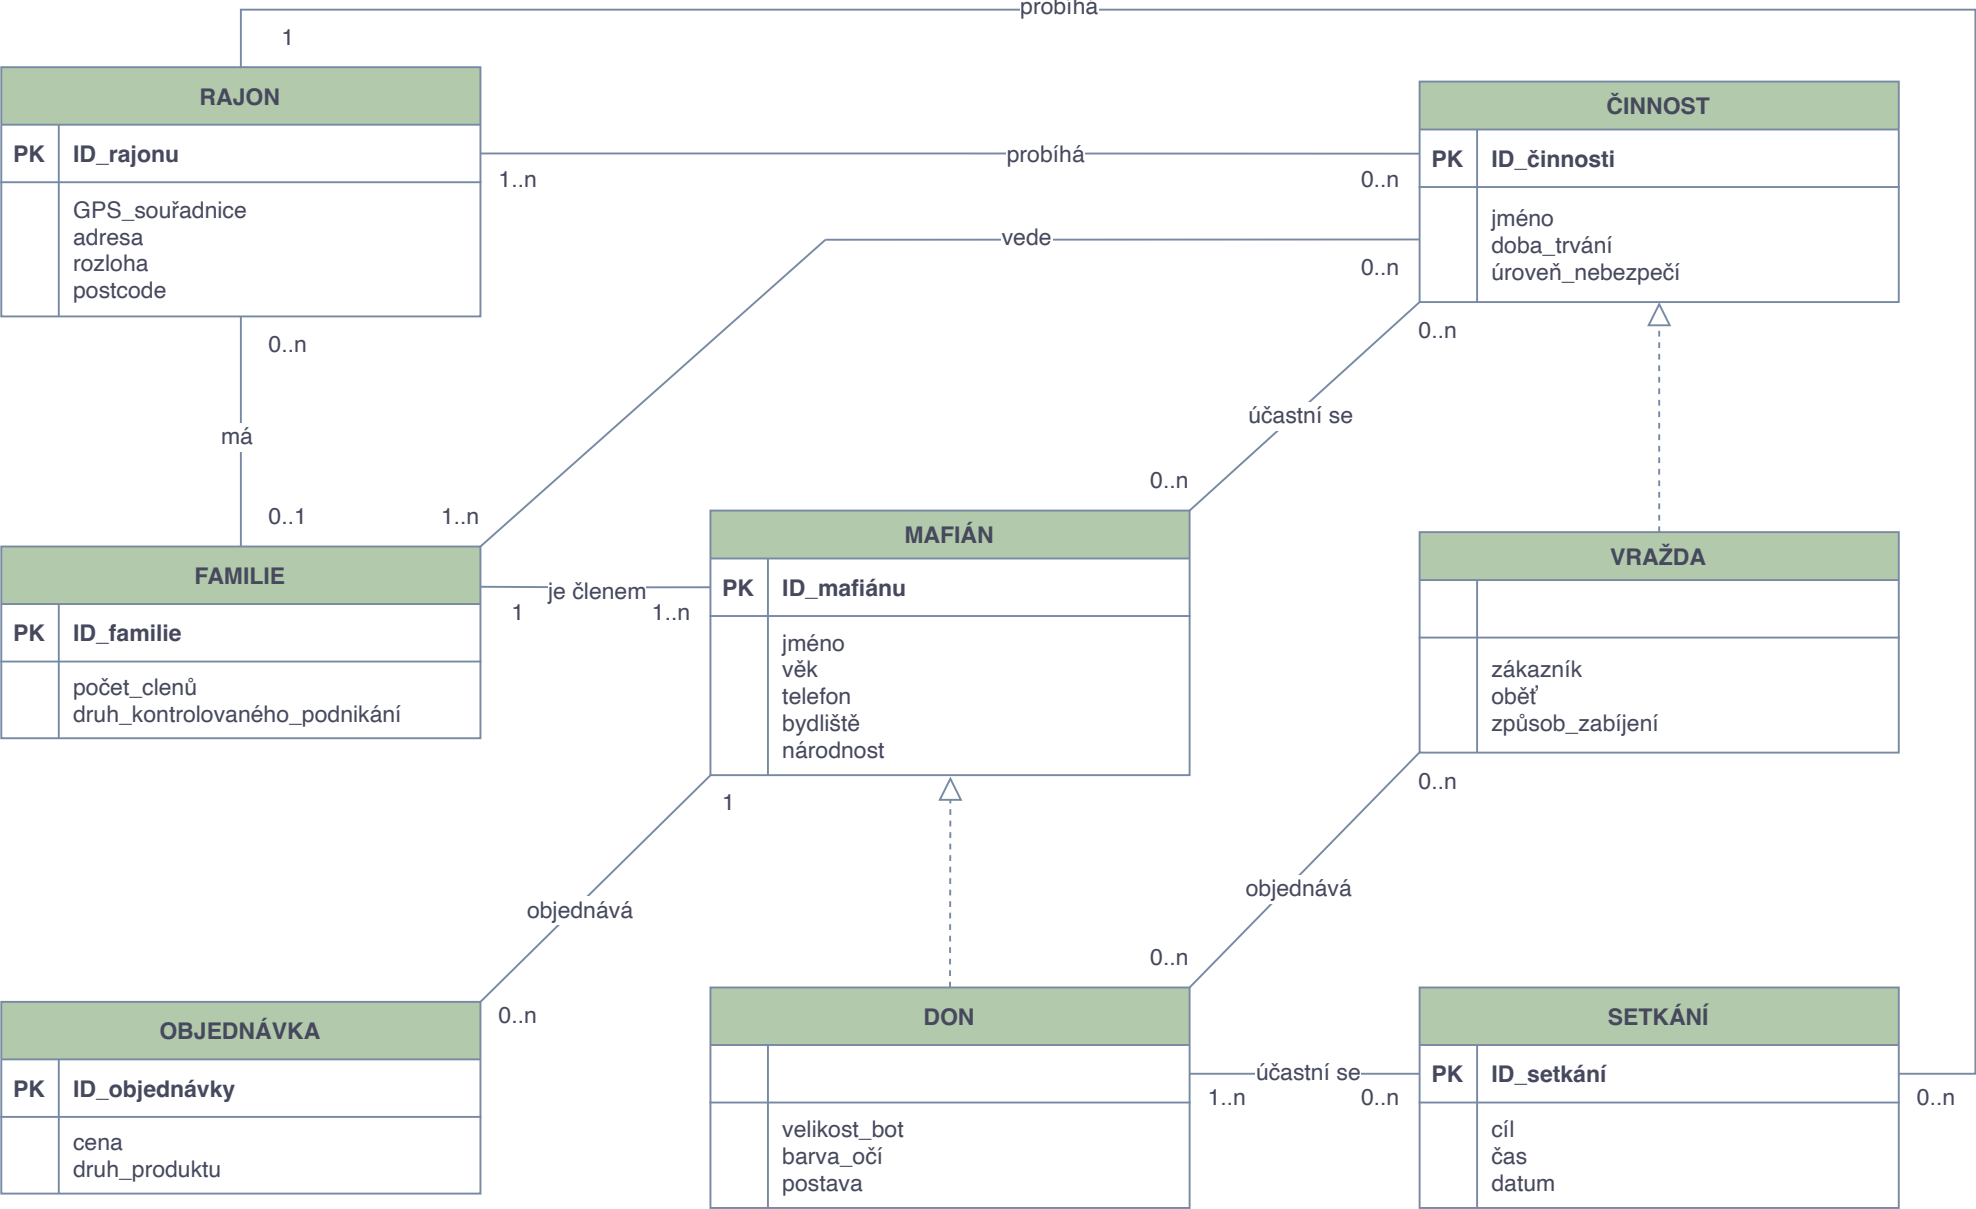 probíhá
1
RAJON
PK ID_rajonu
GPS_souřadnice
adresa
rozloha
postcode
ČINNOST
PK ID_činnosti
jméno
doba_trvání
úroveň_nebezpečí
probíhá
1..n
0..n
vede
0..n
1..n
0..n
má
0..1
0..n
účastní se
0..n
FAMILIE
PK ID_familie
počet_clenů
druh_kontrolovaného_podnikání
je členem
1
1..n
MAFIÁN
PK ID_mafiánu
jméno
věk
telefon
bydliště
národnost
VRAŽDA
zákazník
oběť
způsob_zabíjení
1
objednává
0..n
0..n
objednává
0..n
OBJEDNÁVKA
PK ID_objednávky
cena
druh_produktu
DON
velikost_bot
barva_očí
postava
účastní se
1..n
0..n
SETKÁNÍ
PK ID_setkání
cíl
čas
datum
0..n